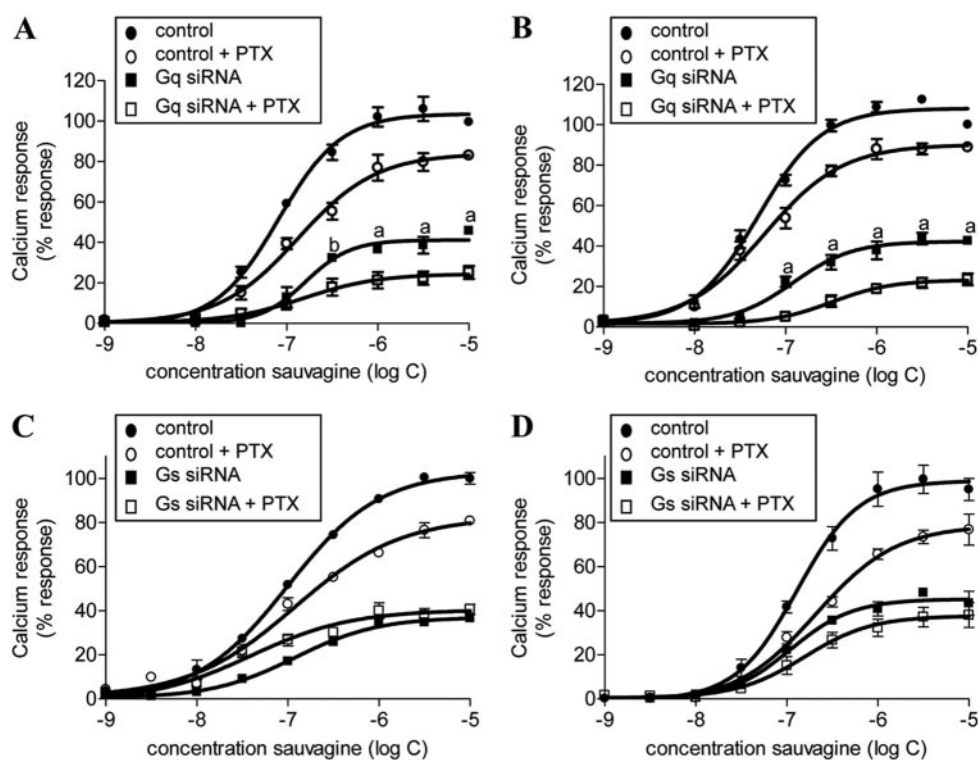 A
control
control + PTX
Gq siRNA
Gq siRNA + PTX
Calcium response
(% response)
120
100
80
60
40
20
0
b
a
a
a
-9
-8
-7
-6
-5
concentration sauvagine (log C)
B
control
control + PTX
Gq siRNA
Gq siRNA + PTX
Calcium response
(% response)
120
100
80
60
40
20
0
a
a
a
a
a
-9
-8
-7
-6
-5
concentration sauvagine (log C)
C
control
control + PTX
Gs siRNA
Gs siRNA + PTX
Calcium response
(% response)
100
80
60
40
20
0
-9
-8
-7
-6
-5
concentration sauvagine (log C)
D
control
control + PTX
Gs siRNA
Gs siRNA + PTX
Calcium response
(% response)
100
80
60
40
20
0
-9
-8
-7
-6
-5
concentration sauvagine (log C)